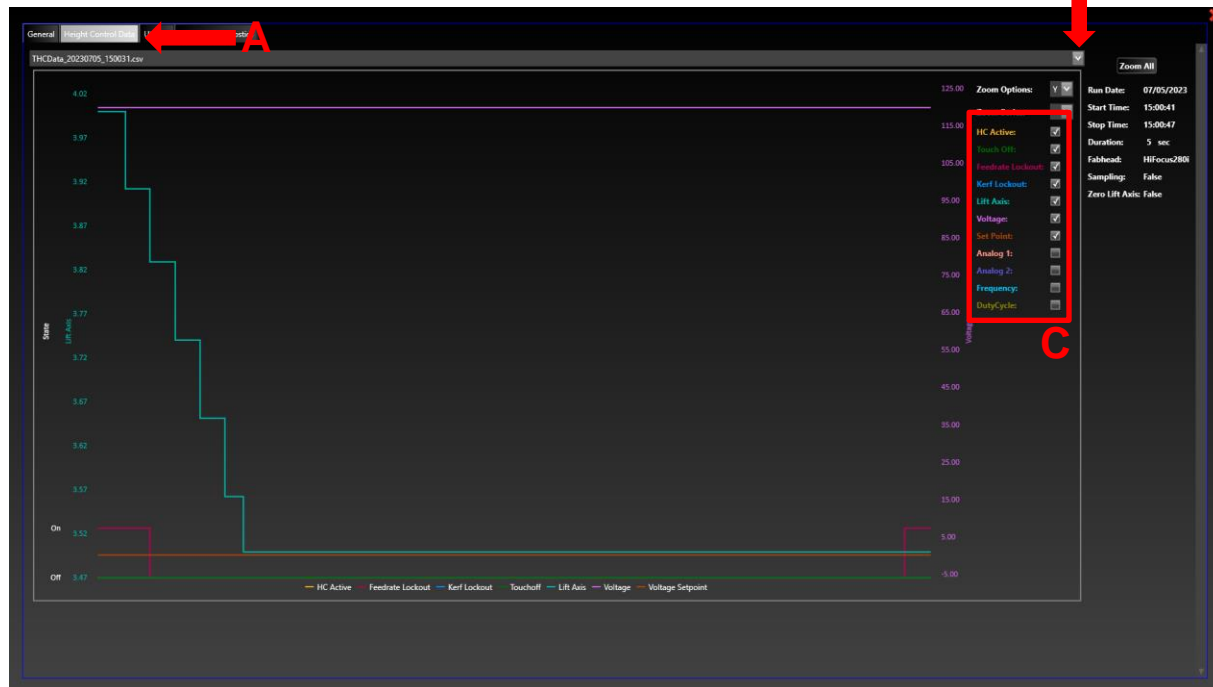 General Height Control Data
A
THCData_20230705_150031.csv
Zoom All
4.02
3.97
3.92
3.87
3.82
3.77
3.72
3.67
3.62
3.57
3.52
3.47
State
Lift Axis
On
Off
125.00
115.00
105.00
95.00
85.00
75.00
65.00
55.00
45.00
35.00
25.00
15.00
5.00
-5.00
Voltage
Zoom Options: Y
HC Active:
Touch Off:
Feedrate Lockout:
Kerf Lockout:
Lift Axis:
Voltage:
Set Point:
Analog 1:
Analog 2:
Frequency:
DutyCycle:
C
Run Date: 07/05/2023
Start Time: 15:00:41
Stop Time: 15:00:47
Duration: 5 sec
Fabhead: HiFocus280i
Sampling: False
Zero Lift Axis: False
HC Active Feedrate Lockout Kerf Lockout Touchoff Lift Axis Voltage Voltage Setpoint